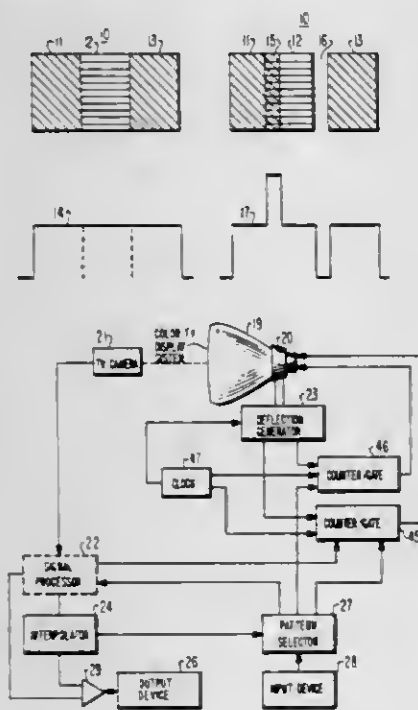 10
11 2 10 13
11 15 12 16 13
14
17
19
20
21
TV CAMERA
COLOR TV
DISPLAY
SYSTEM
23
DEFLECTION
GENERATOR
47
CLOCK
46
COUNTER/GATE
COUNTER/GATE
45
22
SIGNAL
PROCESSOR
24
INTERPOLATOR
27
PATTERN
SELECTOR
29
26
OUTPUT
DEVICE
28
INPUT DEVICE